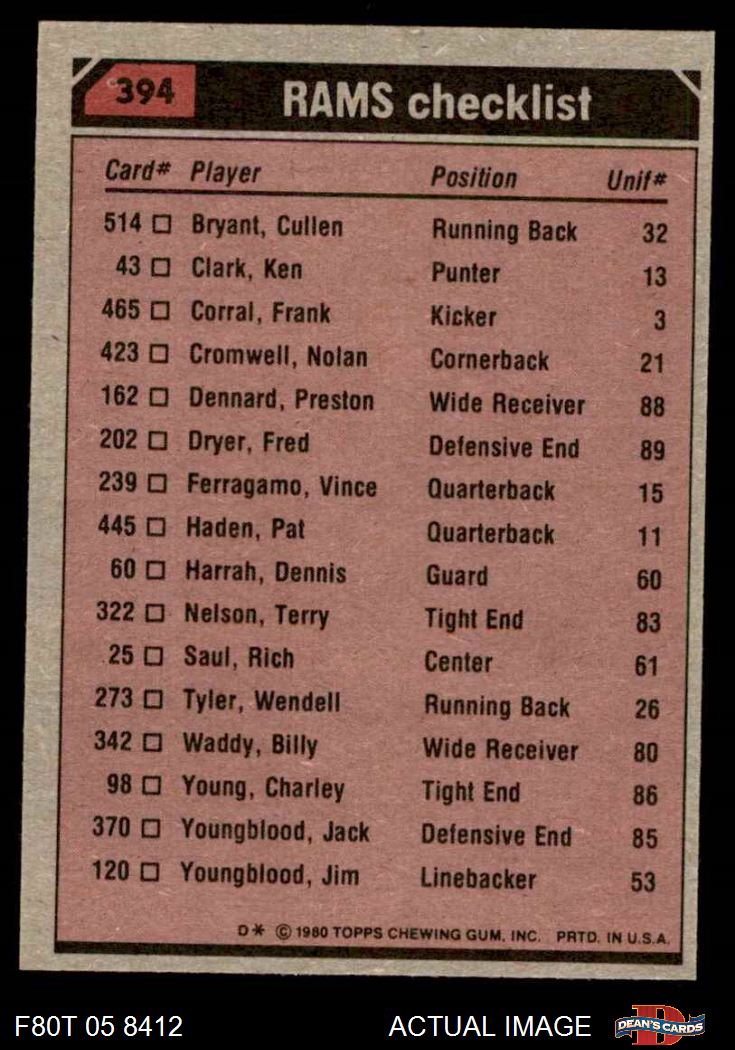 394 RAMS checklist
Card# Player Position Unif#
514 Bryant, Cullen Running Back 32
43 Clark, Ken Punter 13
465 Corral, Frank Kicker 3
423 Cromwell, Nolan Cornerback 21
162 Dennard, Preston Wide Receiver 88
202 Dryer, Fred Defensive End 89
239 Ferragamo, Vince Quarterback 15
445 Haden, Pat Quarterback 11
60 Harrah, Dennis Guard 60
322 Nelson, Terry Tight End 83
25 Saul, Rich Center 61
273 Tyler, Wendell Running Back 26
342 Waddy, Billy Wide Receiver 80
98 Young, Charley Tight End 86
370 Youngblood, Jack Defensive End 85
120 Youngblood, Jim Linebacker 53
D* © 1980 TOPPS CHEWING GUM, INC. PRTD. IN U.S.A.
F80T 05 8412 ACTUAL IMAGE D DEAN'S CARDS